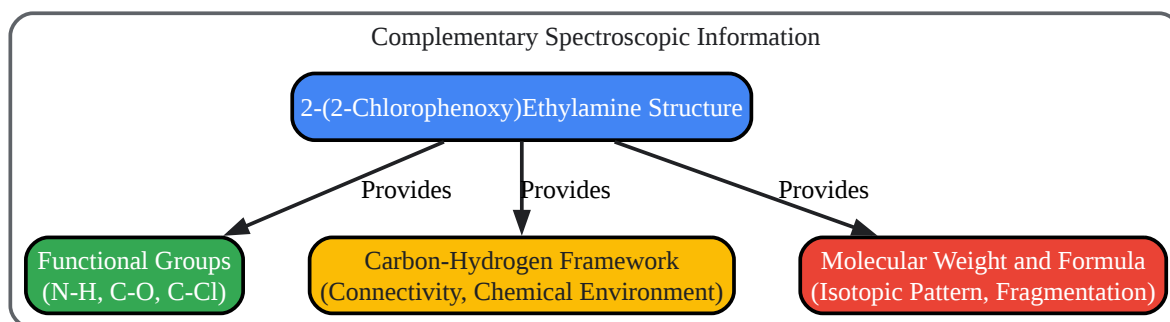 Complementary Spectroscopic Information
2-(2-Chlorophenoxy)Ethylamine Structure
Provides
Provides
Provides
Functional Groups
(N-H, C-O, C-Cl)
Carbon-Hydrogen Framework
(Connectivity, Chemical Environment)
Molecular Weight and Formula
(Isotopic Pattern, Fragmentation)